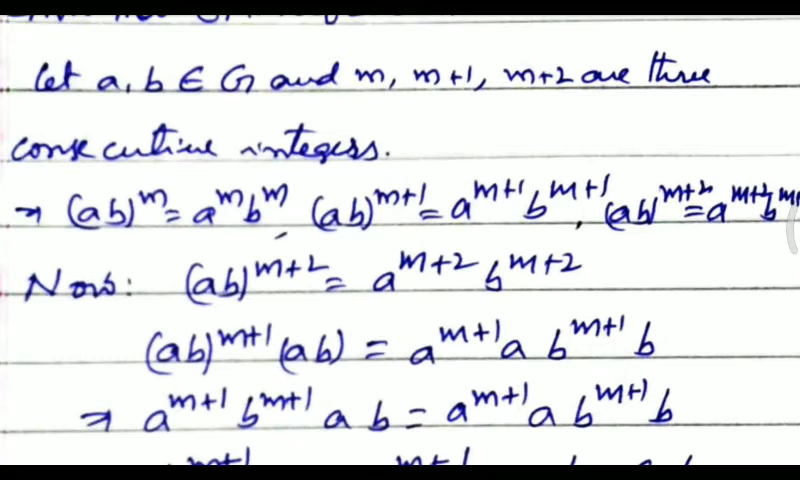 Let a, b ∈ G and m, m+1, m+2 are three
consecutive integers.
⇒ (ab)^m = a^m b^m, (ab)^{m+1} = a^{m+1} b^{m+1}, (ab)^{m+2} = a^{m+2} b^m
Now: (ab)^{m+2} = a^{m+2} b^{m+2}
(ab)^{m+1} (ab) = a^{m+1} a b^{m+1} b
⇒ a^{m+1} b^{m+1} a b = a^{m+1} a b^{m+1} b